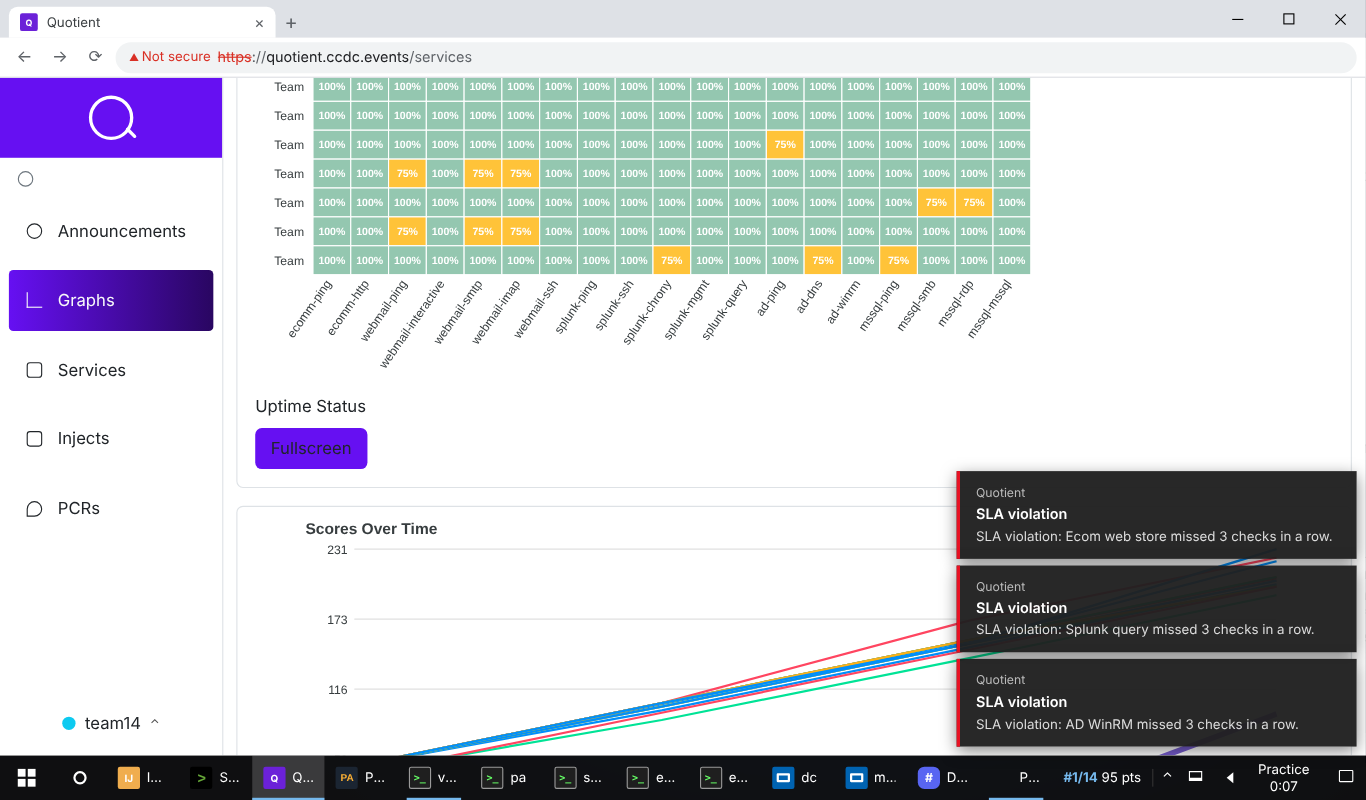 Q Quotient × +
← → ⟳ Not secure https://quotient.ccdc.events/services
Announcements
Graphs
Services
Injects
PCRs
team14
Team 100% 100% 100% 100% 100% 100% 100% 100% 100% 100% 100% 100% 100% 100% 100% 100% 100% 100% 100%
Team 100% 100% 100% 100% 100% 100% 100% 100% 100% 100% 100% 100% 100% 100% 100% 100% 100% 100% 100%
Team 100% 100% 100% 100% 100% 100% 100% 100% 100% 100% 100% 100% 75% 100% 100% 100% 100% 100% 100%
Team 100% 100% 75% 100% 75% 75% 100% 100% 100% 100% 100% 100% 100% 100% 100% 100% 100% 100% 100%
Team 100% 100% 100% 100% 100% 100% 100% 100% 100% 100% 100% 100% 100% 100% 100% 100% 75% 75% 100%
Team 100% 100% 75% 100% 75% 75% 100% 100% 100% 100% 100% 100% 100% 100% 100% 100% 100% 100% 100%
Team 100% 100% 100% 100% 100% 100% 100% 100% 100% 75% 100% 100% 100% 75% 100% 75% 100% 100% 100%
ecomm-ping
ecomm-http
webmail-ping
webmail-interactive
webmail-smtp
webmail-imap
webmail-ssh
splunk-ping
splunk-ssh
splunk-chrony
splunk-mgmt
splunk-query
ad-ping
ad-dns
ad-winrm
mssql-ping
mssql-smb
mssql-rdp
mssql-mssql
Uptime Status
Fullscreen
Scores Over Time
231
173
116
Quotient
SLA violation
SLA violation: Ecom web store missed 3 checks in a row.
Quotient
SLA violation
SLA violation: Splunk query missed 3 checks in a row.
Quotient
SLA violation
SLA violation: AD WinRM missed 3 checks in a row.
IJ I... > S... Q Q... PA P... >_ v... >_ pa >_ s... >_ e... >_ e... dc m... # D... P... #1/14 95 pts Practice
0:07